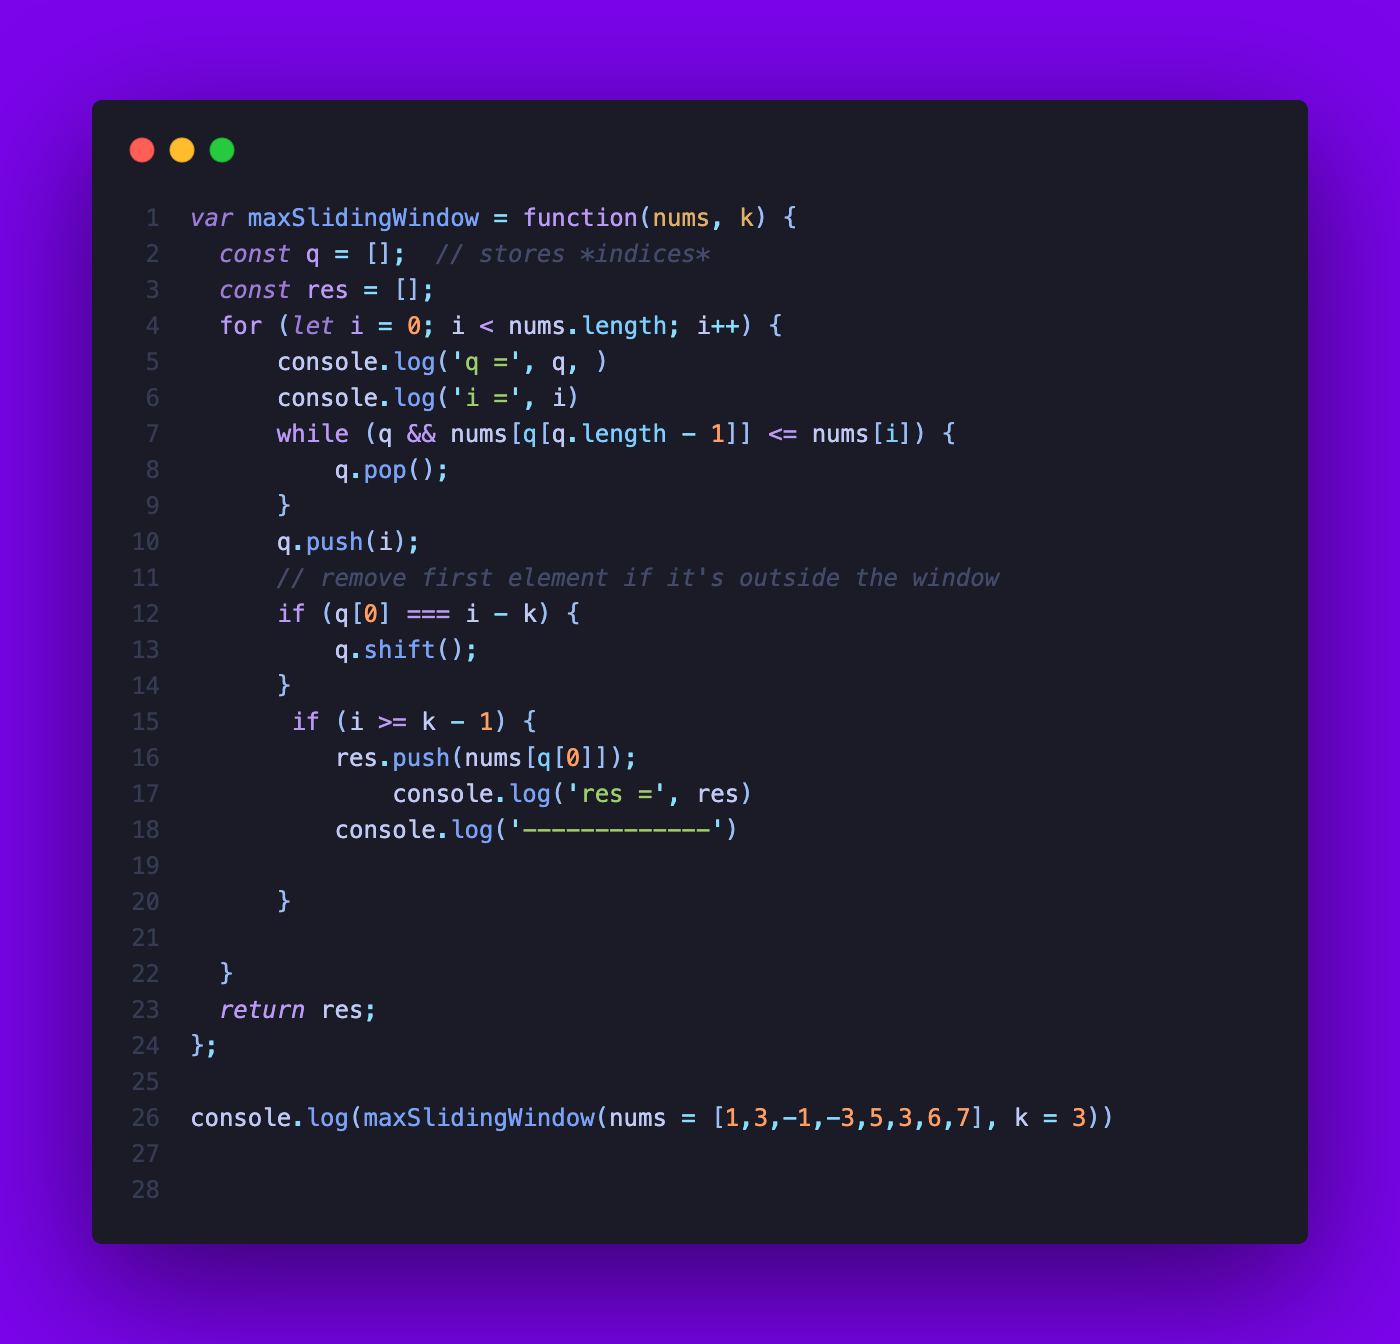 1 var maxSlidingWindow = function(nums, k) {
2   const q = [];  // stores *indices*
3   const res = [];
4   for (let i = 0; i < nums.length; i++) {
5       console.log('q =', q, )
6       console.log('i =', i)
7       while (q && nums[q[q.length - 1]] <= nums[i]) {
8           q.pop();
9       }
10       q.push(i);
11       // remove first element if it's outside the window
12       if (q[0] === i - k) {
13           q.shift();
14       }
15        if (i >= k - 1) {
16           res.push(nums[q[0]]);
17               console.log('res =', res)
18           console.log('-------------')
19
20       }
21
22   }
23   return res;
24 };
25
26 console.log(maxSlidingWindow(nums = [1,3,-1,-3,5,3,6,7], k = 3))
27
28